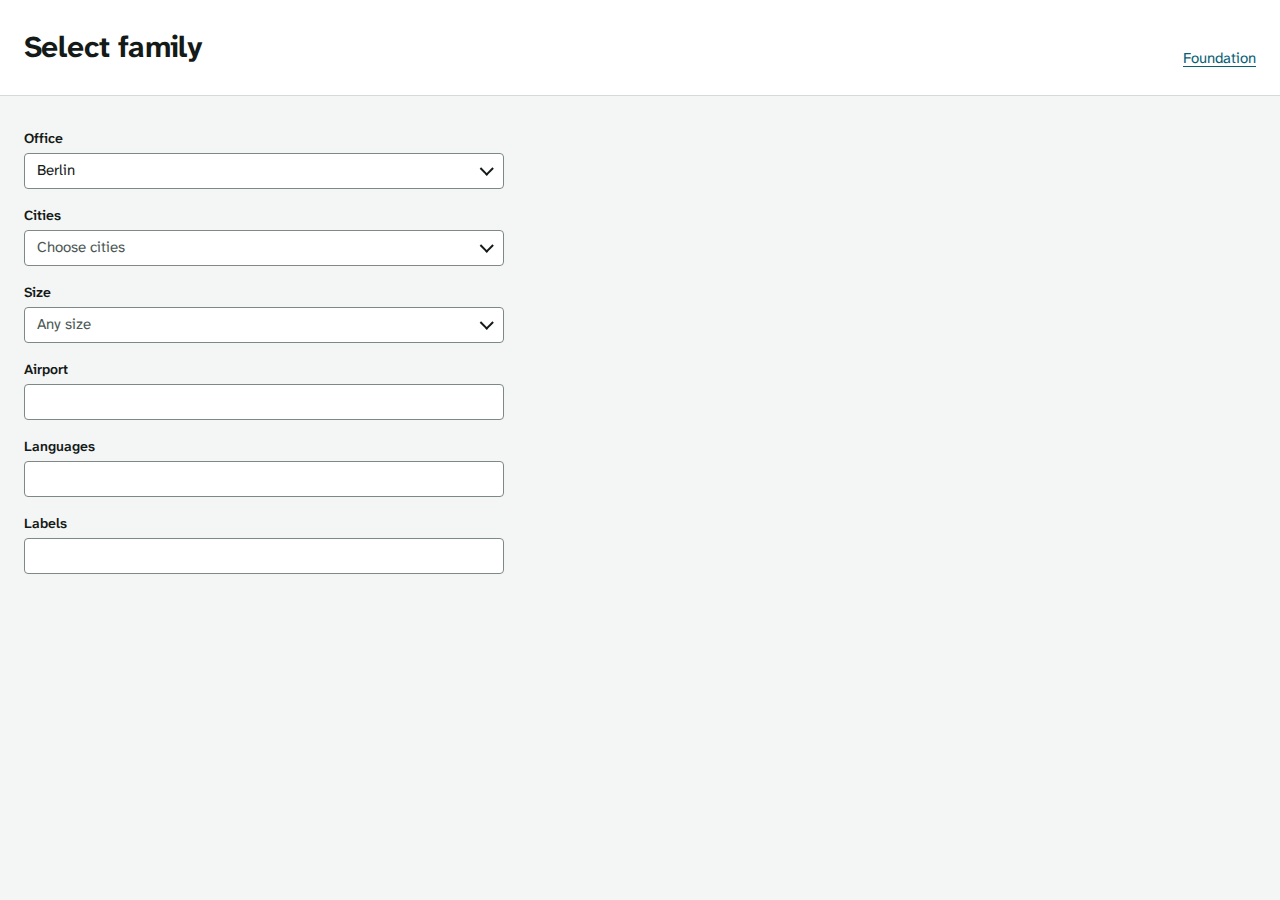 Select family
Foundation
Office
Berlin
Cities
Choose cities
Size
Any size
Airport
Languages
Labels